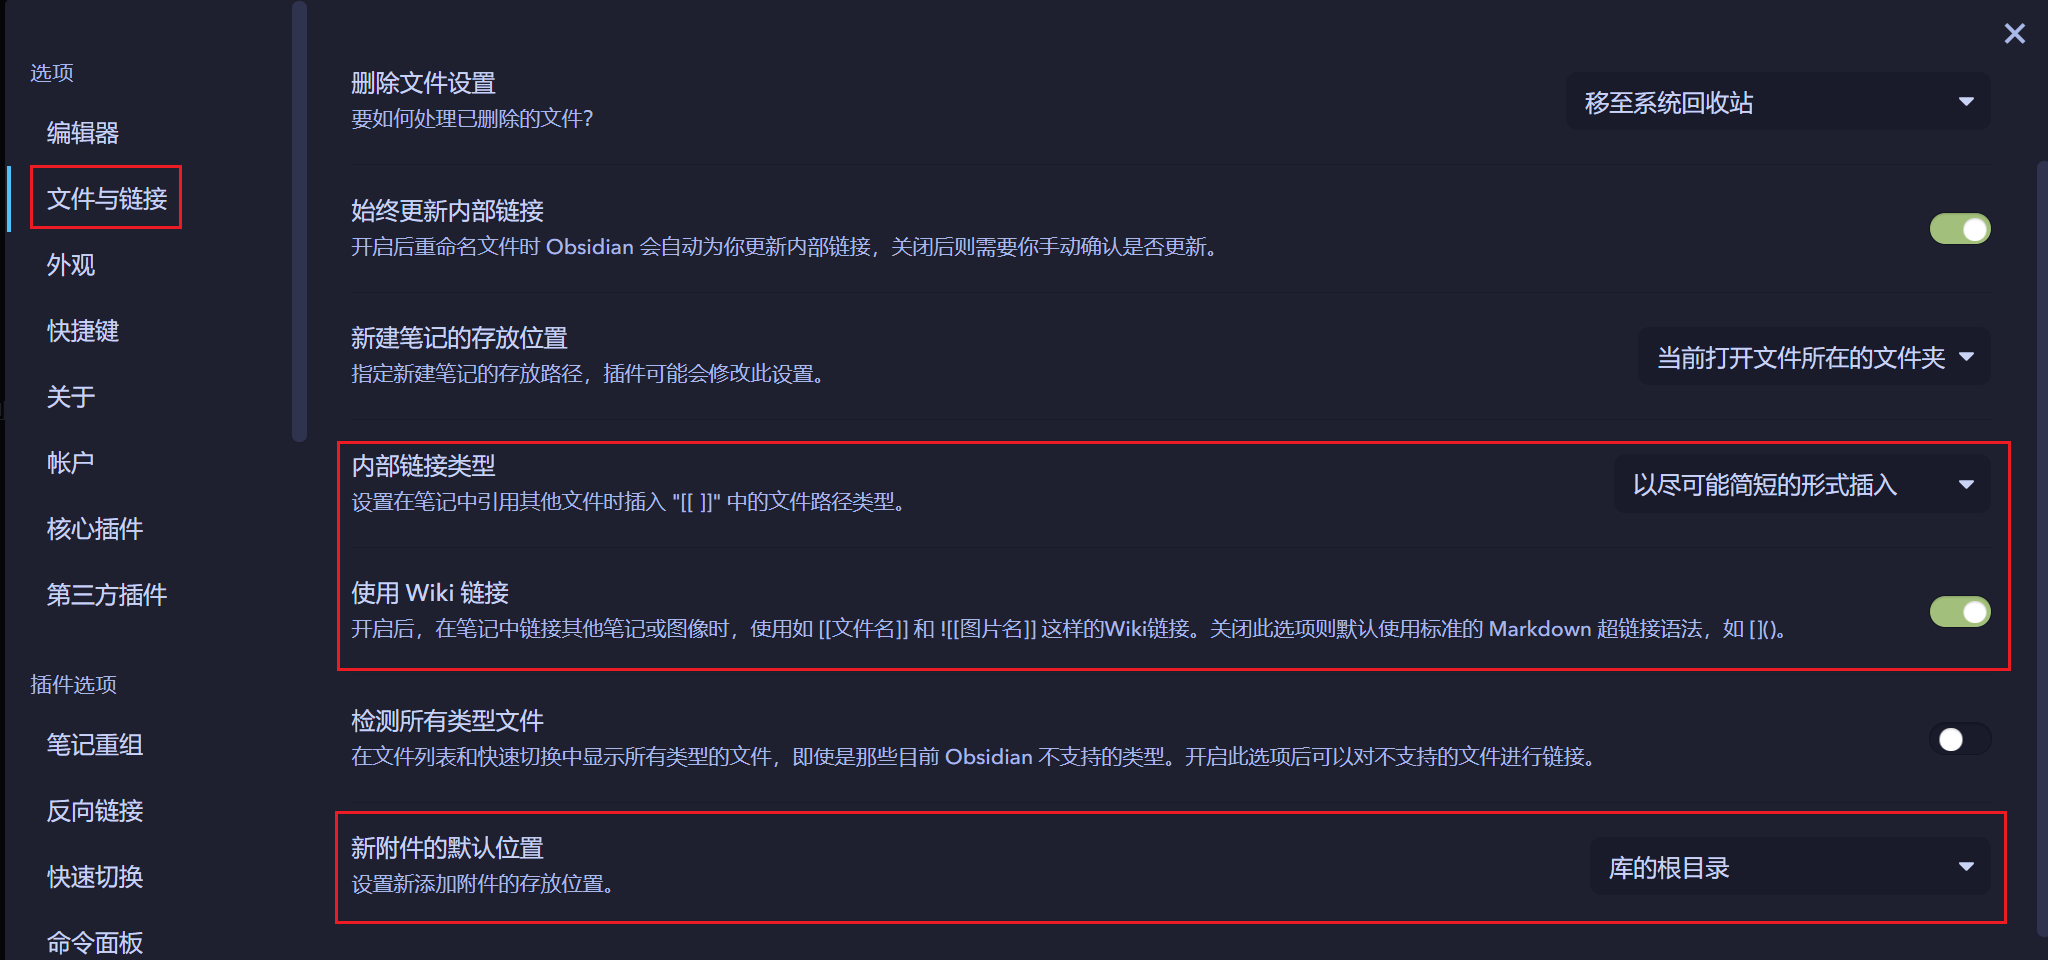 选项
编辑器
文件与链接
外观
快捷键
关于
帐户
核心插件
第三方插件
插件选项
笔记重组
反向链接
快速切换
命令面板
删除文件设置
要如何处理已删除的文件？
移至系统回收站
始终更新内部链接
开启后重命名文件时 Obsidian 会自动为你更新内部链接，关闭后则需要你手动确认是否更新。
新建笔记的存放位置
指定新建笔记的存放路径，插件可能会修改此设置。
当前打开文件所在的文件夹
内部链接类型
设置在笔记中引用其他文件时插入 "[[ ]]" 中的文件路径类型。
以尽可能简短的形式插入
使用 Wiki 链接
开启后，在笔记中链接其他笔记或图像时，使用如 [[文件名]] 和 ![[图片名]] 这样的Wiki链接。关闭此选项则默认使用标准的 Markdown 超链接语法，如 []()。
检测所有类型文件
在文件列表和快速切换中显示所有类型的文件，即使是那些目前 Obsidian 不支持的类型。开启此选项后可以对不支持的文件进行链接。
新附件的默认位置
设置新添加附件的存放位置。
库的根目录